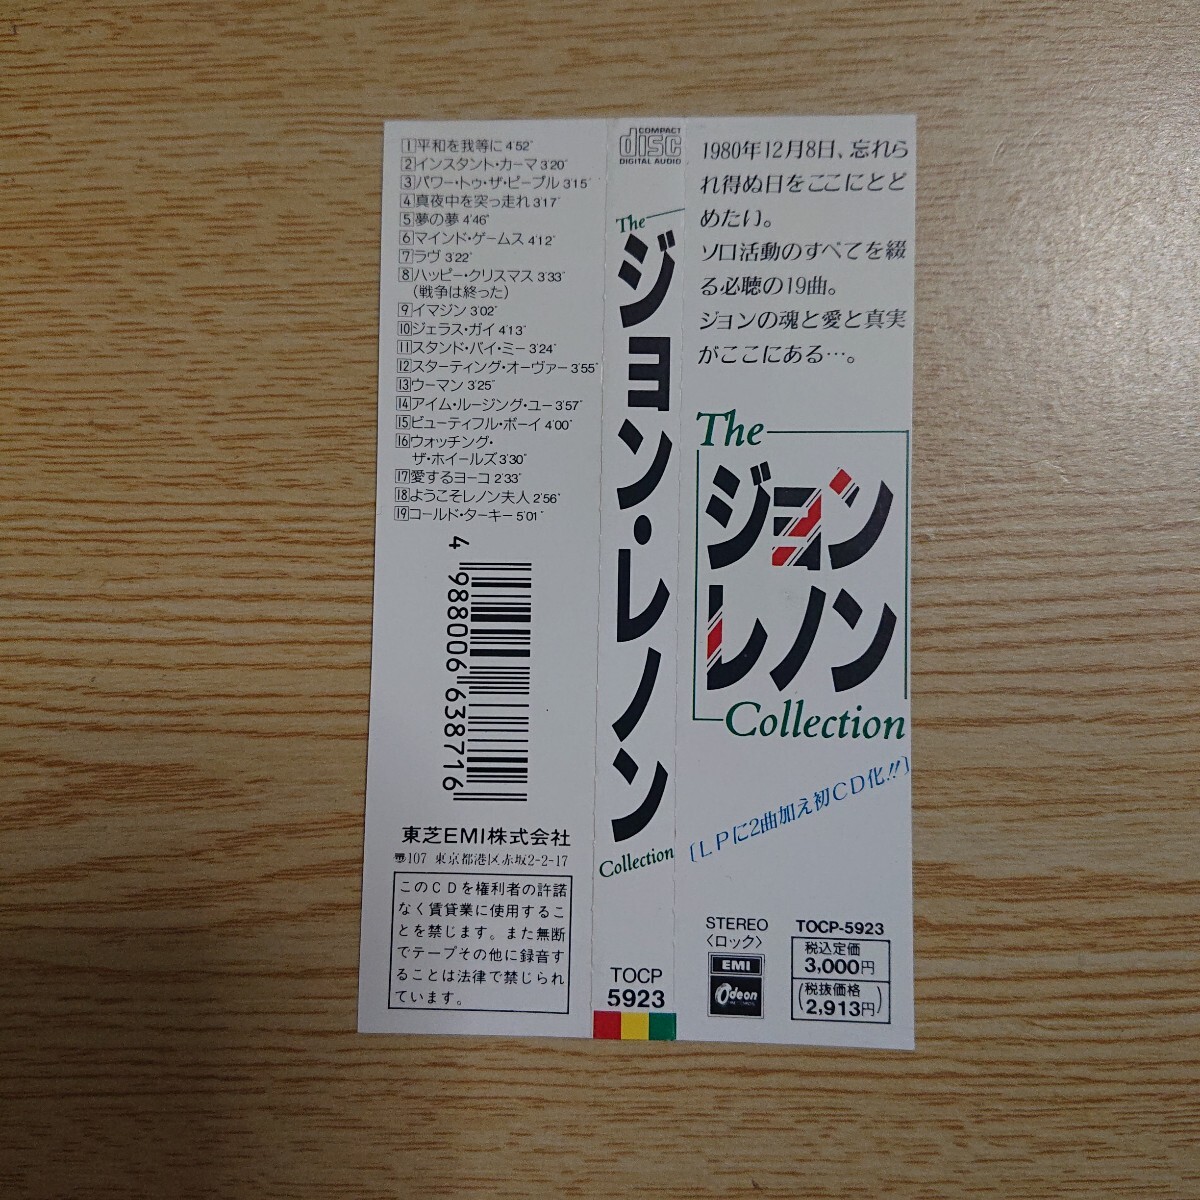 1 平和を我等に 4'52"
2 インスタント・カーマ 3'20"
3 パワー・トゥ・ザ・ピープル 3'15"
4 真夜中を突っ走れ 3'17"
5 夢の夢 4'46"
6 マインド・ゲームス 4'12"
7 ラヴ 3'22"
8 ハッピー・クリスマス 3'33"
(戦争は終った)
9 イマジン 3'02"
10 ジェラス・ガイ 4'13"
11 スタンド・バイ・ミー 3'24"
12 スターティング・オーヴァー 3'55"
13 ウーマン 3'25"
14 アイム・ルージング・ユー 3'57"
15 ビューティフル・ボーイ 4'00"
16 ウォッチング・
ザ・ホイールズ 3'30"
17 愛するヨーコ 2'33"
18 ようこそレノン夫人 2'56"
19 コールド・ターキー 5'01"
4 988006 638716
東芝EMI株式会社
〒107 東京都港区赤坂2-2-17
このCDを権利者の許諾
なく賃貸業に使用するこ
とを禁じます。また無断
でテープその他に録音す
ることは法律で禁じられ
ています。
COMPACT
disc
DIGITAL AUDIO
The
ジョン・レノン
Collection
TOCP
5923
1980年12月8日、忘れら
れ得ぬ日をここにとど
めたい。
ソロ活動のすべてを綴
る必聴の19曲。
ジョンの魂と愛と真実
がここにある…。
The
ジョン
レノン
Collection
[LPに2曲加え初CD化!!]
STEREO
〈ロック〉
EMI
Odeon
TOCP-5923
税込定価
3,000円
(税抜価格
2,913円)